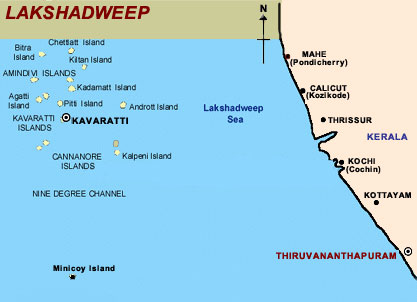 LAKSHADWEEP
N
Chettiatt Island
Bitra
Island
Kiltan Island
AMINDIVI ISLANDS
Kadamatt Island
Agatti
Island
Pitti Island
Andrott Island
KAVARATTI
ISLANDS
KAVARATTI
CANNANORE
ISLANDS
Kalpeni Island
NINE DEGREE CHANNEL
Minicoy Island
Lakshadweep
Sea
MAHE
(Pondicherry)
CALICUT
(Kozikode)
THRISSUR
KERALA
KOCHI
(Cochin)
KOTTAYAM
THIRUVANANTHAPURAM